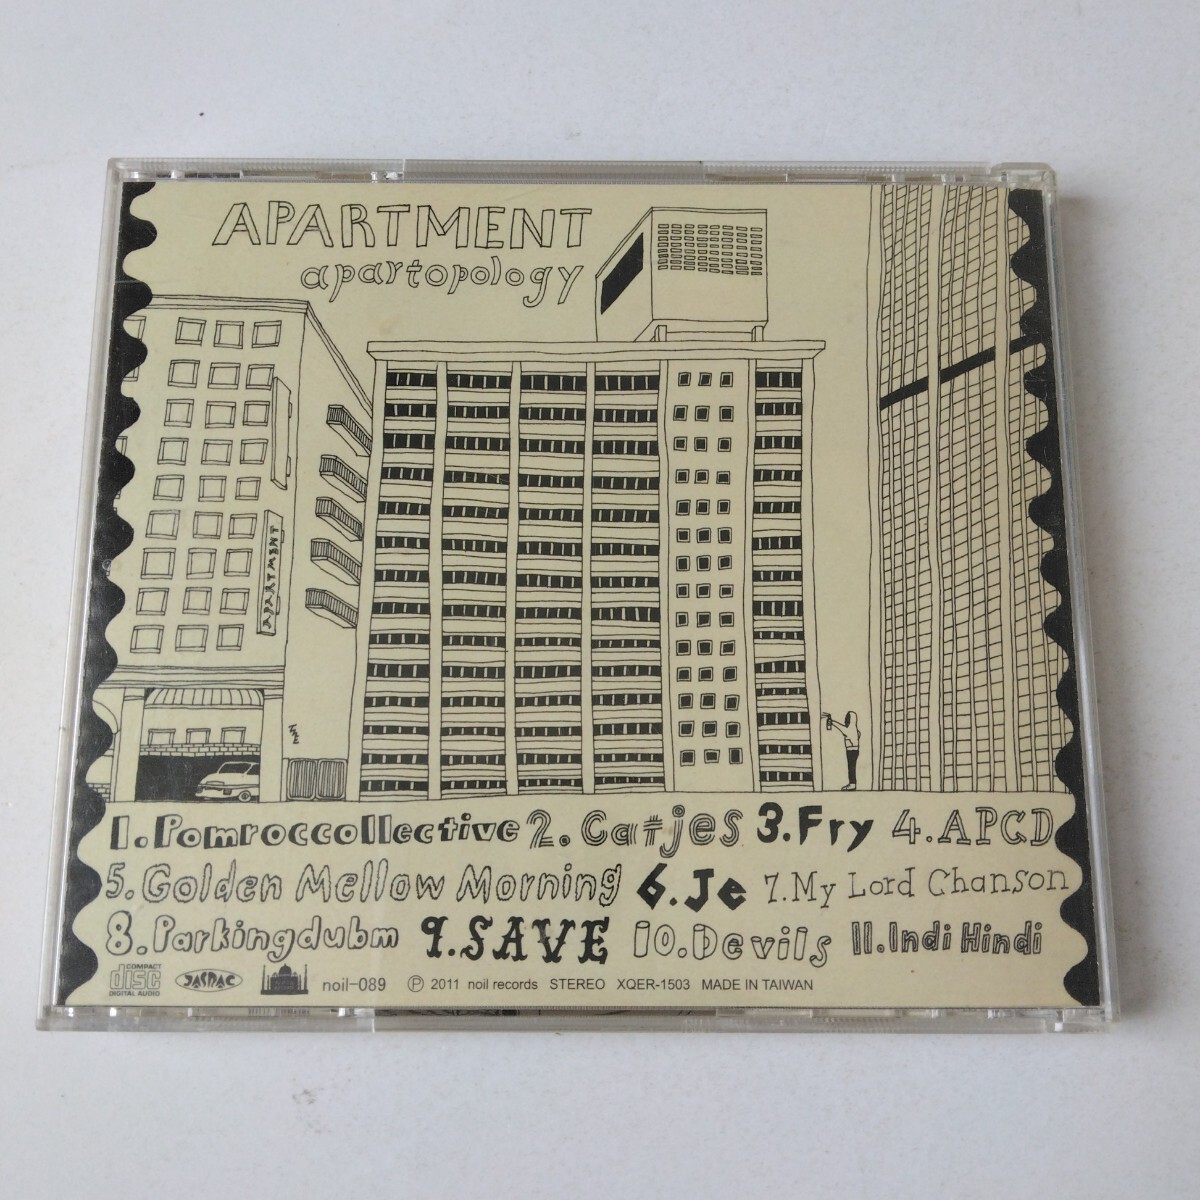 APARTMENT
apartopology
APARTMENT
1. Pomroccollective 2. Ca#jes 3. Fry 4. APCD
5. Golden Mellow Morning 6. Je 7. My Lord Chanson
8. Parkingdubm 9. SAVE 10. Devils 11. Indi Hindi
COMPACT disc DIGITAL AUDIO JASRAC noil-089 Ⓟ 2011 noil records STEREO XQER-1503 MADE IN TAIWAN